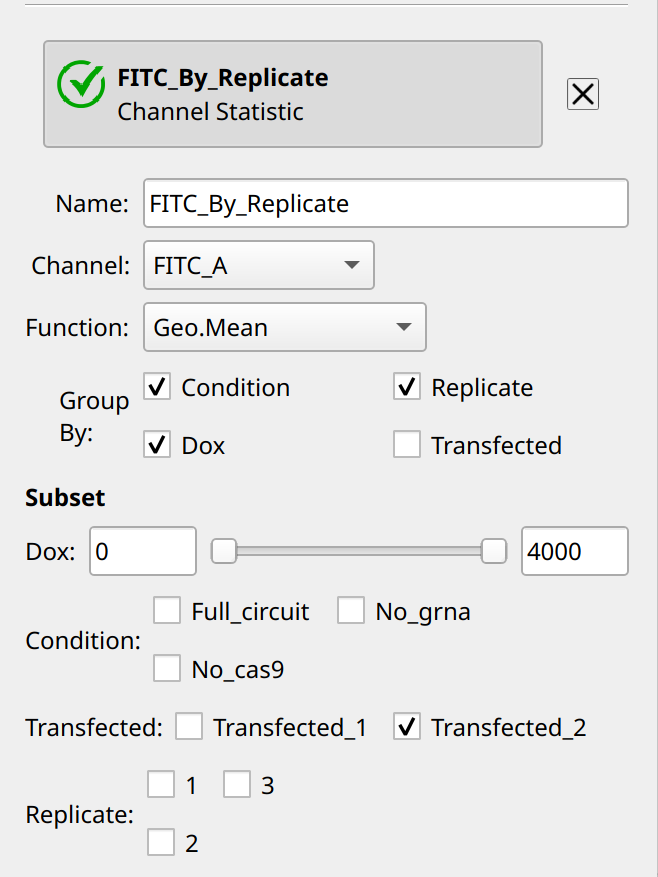 FITC_By_Replicate
Channel Statistic
Name: FITC_By_Replicate
Channel: FITC_A
Function: Geo.Mean
Group By:
Condition Replicate
Dox Transfected
Subset
Dox: 0 4000
Condition:
Full_circuit No_grna
No_cas9
Transfected: Transfected_1 Transfected_2
Replicate:
1 3
2